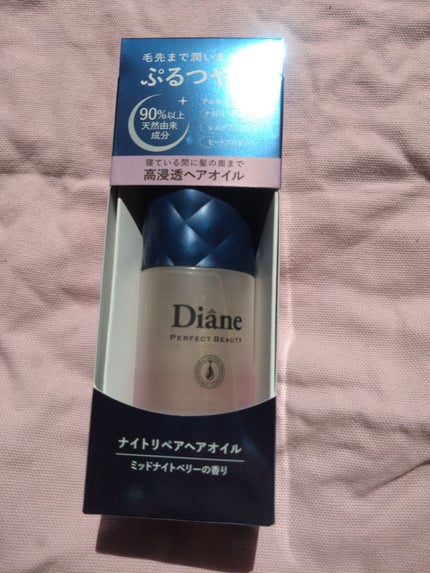 毛先まで潤いま
ぷるつや
90%以上
天然由来
成分
寝ている間に髪の奥まで
高浸透ヘアオイル
Diane
PERFECT BEAUTY
ナイトリペアヘアオイル
ミッドナイトベリーの香り